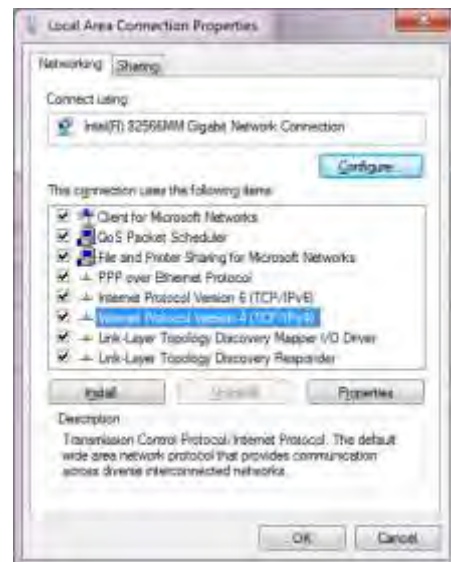 Local Area Connection Properties
Networking Sharing
Connect using:
Intel(R) 82566MM Gigabit Network Connection
Configure...
This connection uses the following items:
Client for Microsoft Networks
QoS Packet Scheduler
File and Printer Sharing for Microsoft Networks
PPP over Ethernet Protocol
Internet Protocol Version 6 (TCP/IPv6)
Internet Protocol Version 4 (TCP/IPv4)
Link-Layer Topology Discovery Mapper I/O Driver
Link-Layer Topology Discovery Responder
Install... Uninstall Properties
Description
Transmission Control Protocol/Internet Protocol. The default
wide area network protocol that provides communication
across diverse interconnected networks.
OK Cancel